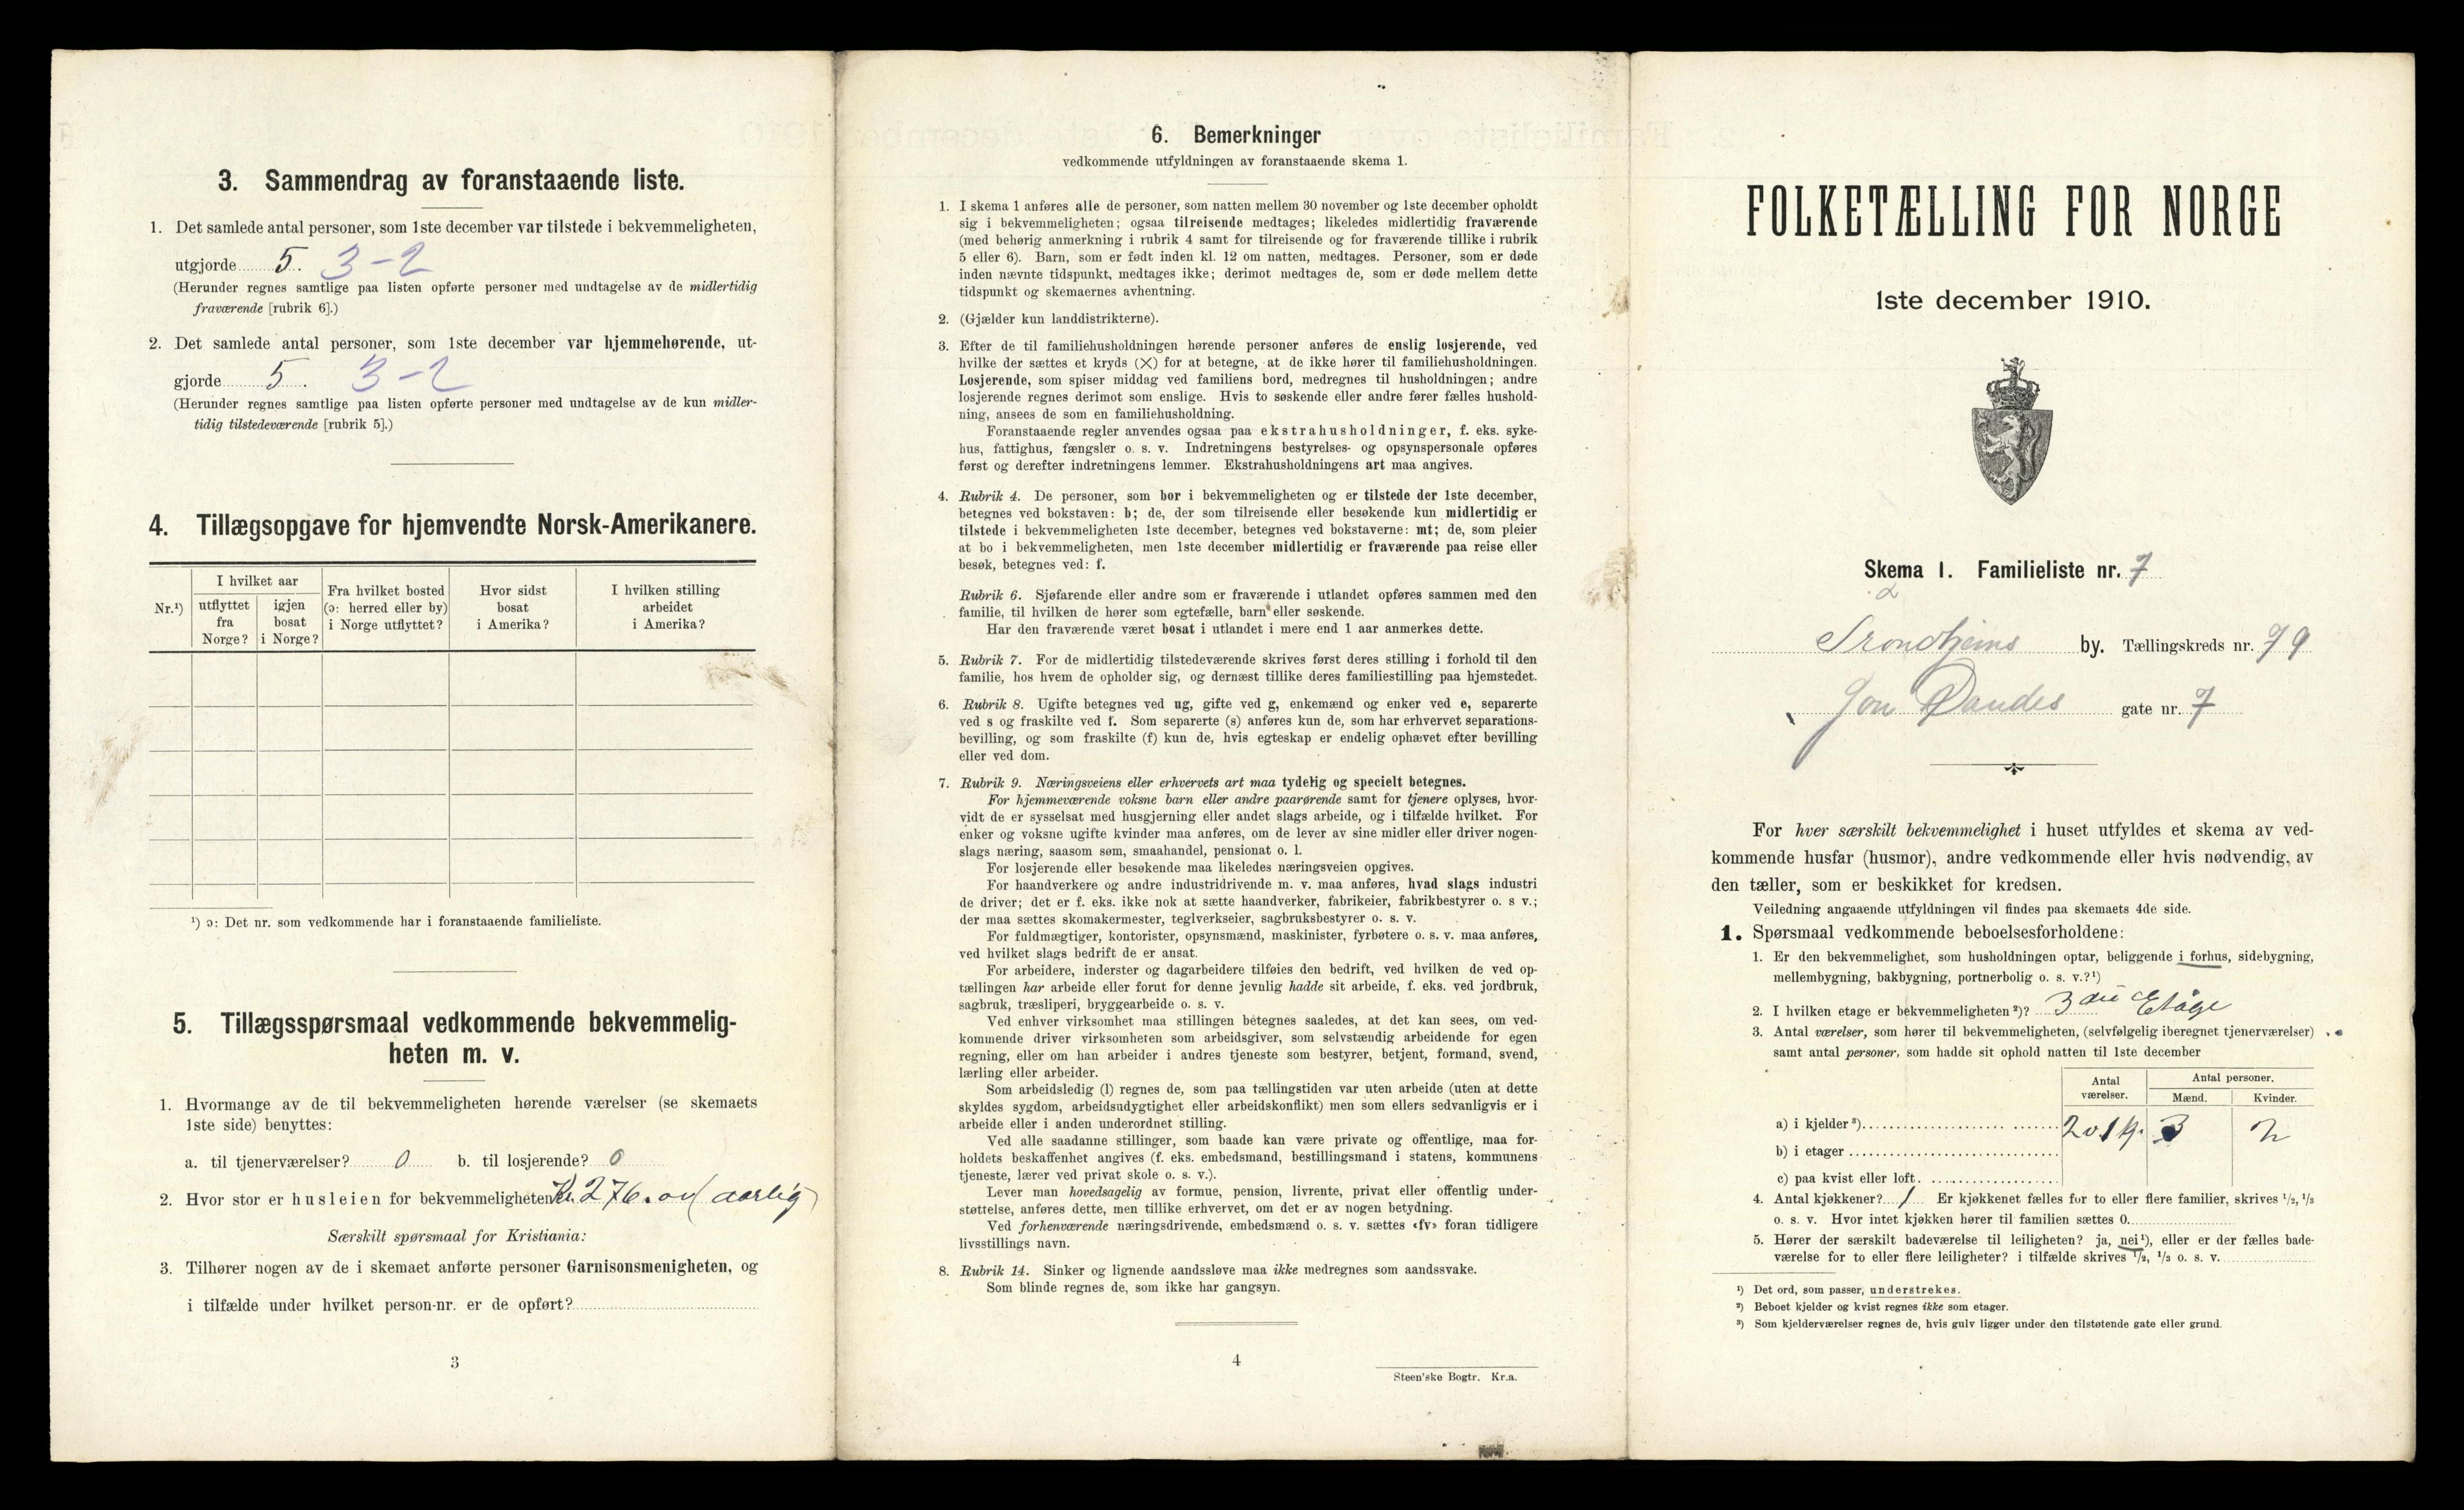 3. Sammendrag av foranstaaende liste.
1. Det samlede antal personer, som 1ste december var tilstede i bekvemmeligheten,
utgjorde 5. 3-2
(Herunder regnes samtlige paa listen opførte personer med undtagelse av de midlertidig
fraværende [rubrik 6].)
2. Det samlede antal personer, som 1ste december var hjemmehørende, ut-
gjorde 5. 3-2
(Herunder regnes samtlige paa listen opførte personer med undtagelse av de kun midler-
tidig tilstedeværende [rubrik 5].)
4. Tillægsopgave for hjemvendte Norsk-Amerikanere.
Nr.¹)
I hvilket aar
utflyttet
fra
Norge?
igjen
bosat
i Norge?
Fra hvilket bosted
(ɔ: herred eller by)
i Norge utflyttet?
Hvor sidst
bosat
i Amerika?
I hvilken stilling
arbeidet
i Amerika?
¹) ɔ: Det nr. som vedkommende har i foranstaaende familieliste.
5. Tillægsspørsmaal vedkommende bekvemmelig-
heten m. v.
1. Hvormange av de til bekvemmeligheten hørende værelser (se skemaets
1ste side) benyttes:
a. til tjenerværelser? 0 b. til losjerende? 0
2. Hvor stor er husleien for bekvemmeligheten Kr. 276. aarlig
Særskilt spørsmaal for Kristiania:
3. Tilhører nogen av de i skemaet anførte personer Garnisonsmenigheten, og
i tilfælde under hvilket person-nr. er de opført?
3
6. Bemerkninger
vedkommende utfyldningen av foranstaaende skema 1.
1. I skema 1 anføres alle de personer, som natten mellem 30 november og 1ste december opholdt
sig i bekvemmeligheten; ogsaa tilreisende medtages; likeledes midlertidig fraværende
(med behørig anmerkning i rubrik 4 samt for tilreisende og for fraværende tillike i rubrik
5 eller 6). Barn, som er født inden kl. 12 om natten, medtages. Personer, som er døde
inden nævnte tidspunkt, medtages ikke; derimot medtages de, som er døde mellem dette
tidspunkt og skemaernes avhentning.
2. (Gjælder kun landdistrikterne).
3. Efter de til familiehusholdningen hørende personer anføres de enslig losjerende, ved
hvilke der sættes et kryds (×) for at betegne, at de ikke hører til familiehusholdningen.
Losjerende, som spiser middag ved familiens bord, medregnes til husholdningen; andre
losjerende regnes derimot som enslige. Hvis to søskende eller andre fører fælles hushold-
ning, ansees de som en familiehusholdning.
Foranstaaende regler anvendes ogsaa paa ekstrahusholdninger, f. eks. syke-
hus, fattighus, fængsler o. s. v. Indretningens bestyrelses- og opsynspersonale opføres
først og derefter indretningens lemmer. Ekstrahusholdningens art maa angives.
4. Rubrik 4. De personer, som bor i bekvemmeligheten og er tilstede der 1ste december,
betegnes ved bokstaven: b; de, der som tilreisende eller besøkende kun midlertidig er
tilstede i bekvemmeligheten 1ste december, betegnes ved bokstaverne: mt; de, som pleier
at bo i bekvemmeligheten, men 1ste december midlertidig er fraværende paa reise eller
besøk, betegnes ved: f.
Rubrik 6. Sjøfarende eller andre som er fraværende i utlandet opføres sammen med den
familie, til hvilken de hører som egtefælle, barn eller søskende.
Har den fraværende været bosat i utlandet i mere end 1 aar anmerkes dette.
5. Rubrik 7. For de midlertidig tilstedeværende skrives først deres stilling i forhold til den
familie, hos hvem de opholder sig, og dernæst tillike deres familiestilling paa hjemstedet.
6. Rubrik 8. Ugifte betegnes ved ug, gifte ved g, enkemænd og enker ved e, separerte
ved s og fraskilte ved f. Som separerte (s) anføres kun de, som har erhvervet separations-
bevilling, og som fraskilte (f) kun de, hvis egteskap er endelig ophævet efter bevilling
eller ved dom.
7. Rubrik 9. Næringsveiens eller erhvervets art maa tydelig og specielt betegnes.
For hjemmeværende voksne barn eller andre paarørende samt for tjenere oplyses, hvor-
vidt de er sysselsat med husgjerning eller andet slags arbeide, og i tilfælde hvilket. For
enker og voksne ugifte kvinder maa anføres, om de lever av sine midler eller driver nogen-
slags næring, saasom søm, smaahandel, pensionat o. l.
For losjerende eller besøkende maa likeledes næringsveien opgives.
For haandverkere og andre industridrivende m. v. maa anføres, hvad slags industri
de driver; det er f. eks. ikke nok at sætte haandverker, fabrikeier, fabrikbestyrer o. s v.;
der maa sættes skomakermester, teglverkseier, sagbruksbestyrer o. s. v.
For fuldmægtiger, kontorister, opsynsmænd, maskinister, fyrbøtere o. s. v. maa anføres,
ved hvilket slags bedrift de er ansat.
For arbeidere, inderster og dagarbeidere tilføies den bedrift, ved hvilken de ved op-
tællingen har arbeide eller forut for denne jevnlig hadde sit arbeide, f. eks. ved jordbruk,
sagbruk, træsliperi, bryggearbeide o. s. v.
Ved enhver virksomhet maa stillingen betegnes saaledes, at det kan sees, om ved-
kommende driver virksomheten som arbeidsgiver, som selvstændig arbeidende for egen
regning, eller om han arbeider i andres tjeneste som bestyrer, betjent, formand, svend,
lærling eller arbeider.
Som arbeidsledig (l) regnes de, som paa tællingstiden var uten arbeide (uten at dette
skyldes sygdom, arbeidsudygtighet eller arbeidskonflikt) men som ellers sedvanligvis er i
arbeide eller i anden underordnet stilling.
Ved alle saadanne stillinger, som baade kan være private og offentlige, maa for-
holdets beskaffenhet angives (f. eks. embedsmand, bestillingsmand i statens, kommunens
tjeneste, lærer ved privat skole o. s. v.).
Lever man hovedsagelig av formue, pension, livrente, privat eller offentlig under-
støttelse, anføres dette, men tillike erhvervet, om det er av nogen betydning.
Ved forhenværende næringsdrivende, embedsmænd o. s. v. sættes «fv» foran tidligere
livsstillings navn.
8. Rubrik 14. Sinker og lignende aandssløve maa ikke medregnes som aandssvake.
Som blinde regnes de, som ikke har gangsyn.
4
Steen'ske Bogtr. Kr.a.
FOLKETÆLLING FOR NORGE
1ste december 1910.
Skema 1. Familieliste nr. 7
Trondhjems by. Tællingskreds nr. 79
gate nr. 7
For hver særskilt bekvemmelighet i huset utfyldes et skema av ved-
kommende husfar (husmor), andre vedkommende eller hvis nødvendig, av
den tæller, som er beskikket for kredsen.
Veiledning angaaende utfyldningen vil findes paa skemaets 4de side.
1. Spørsmaal vedkommende beboelsesforholdene:
1. Er den bekvemmelighet, som husholdningen optar, beliggende i forhus, sidebygning,
mellembygning, bakbygning, portnerbolig o. s. v.?¹)
2. I hvilken etage er bekvemmeligheten ²)? 3die Etage
3. Antal værelser, som hører til bekvemmeligheten, (selvfølgelig iberegnet tjenerværelser)
samt antal personer, som hadde sit ophold natten til 1ste december
Antal
værelser.
Antal personer.
Mænd. Kvinder.
a) i kjelder ³) 3 2
b) i etager
c) paa kvist eller loft.
4. Antal kjøkkener? 1 Er kjøkkenet fælles for to eller flere familier, skrives ¹/₂, ¹/₃
o. s. v. Hvor intet kjøkken hører til familien sættes 0.
5. Hører der særskilt badeværelse til leiligheten? ja, nei¹), eller er der fælles bade-
værelse for to eller flere leiligheter? i tilfælde skrives ¹/₂, ¹/₃ o. s. v.
¹) Det ord, som passer, understrekes.
²) Beboet kjelder og kvist regnes ikke som etager.
³) Som kjelderværelser regnes de, hvis gulv ligger under den tilstøtende gate eller grund.